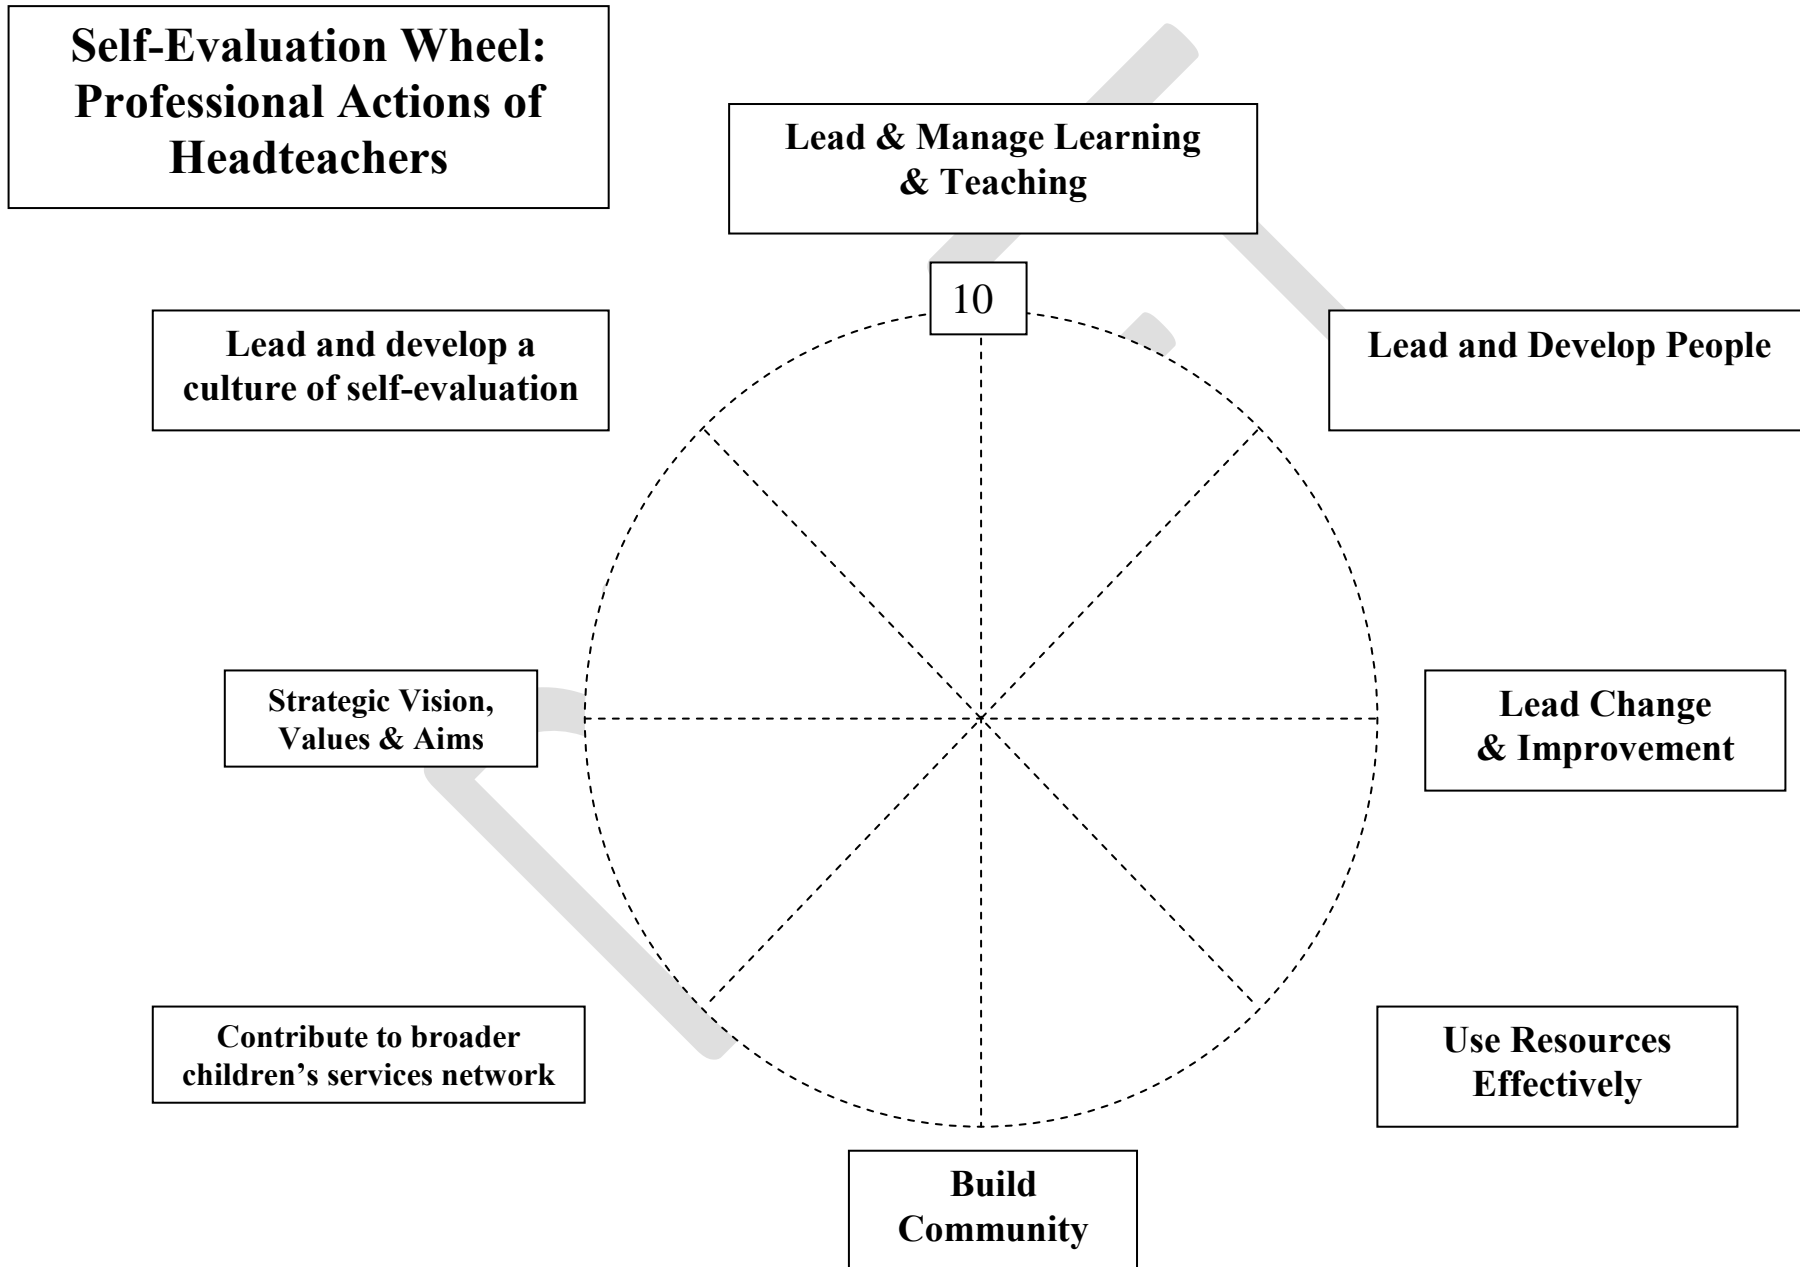 Self-Evaluation Wheel:
Professional Actions of
Headteachers
Lead & Manage Learning
& Teaching
10
Lead and develop a
culture of self-evaluation
Lead and Develop People
Strategic Vision,
Values & Aims
Lead Change
& Improvement
Contribute to broader
children’s services network
Use Resources
Effectively
Build
Community